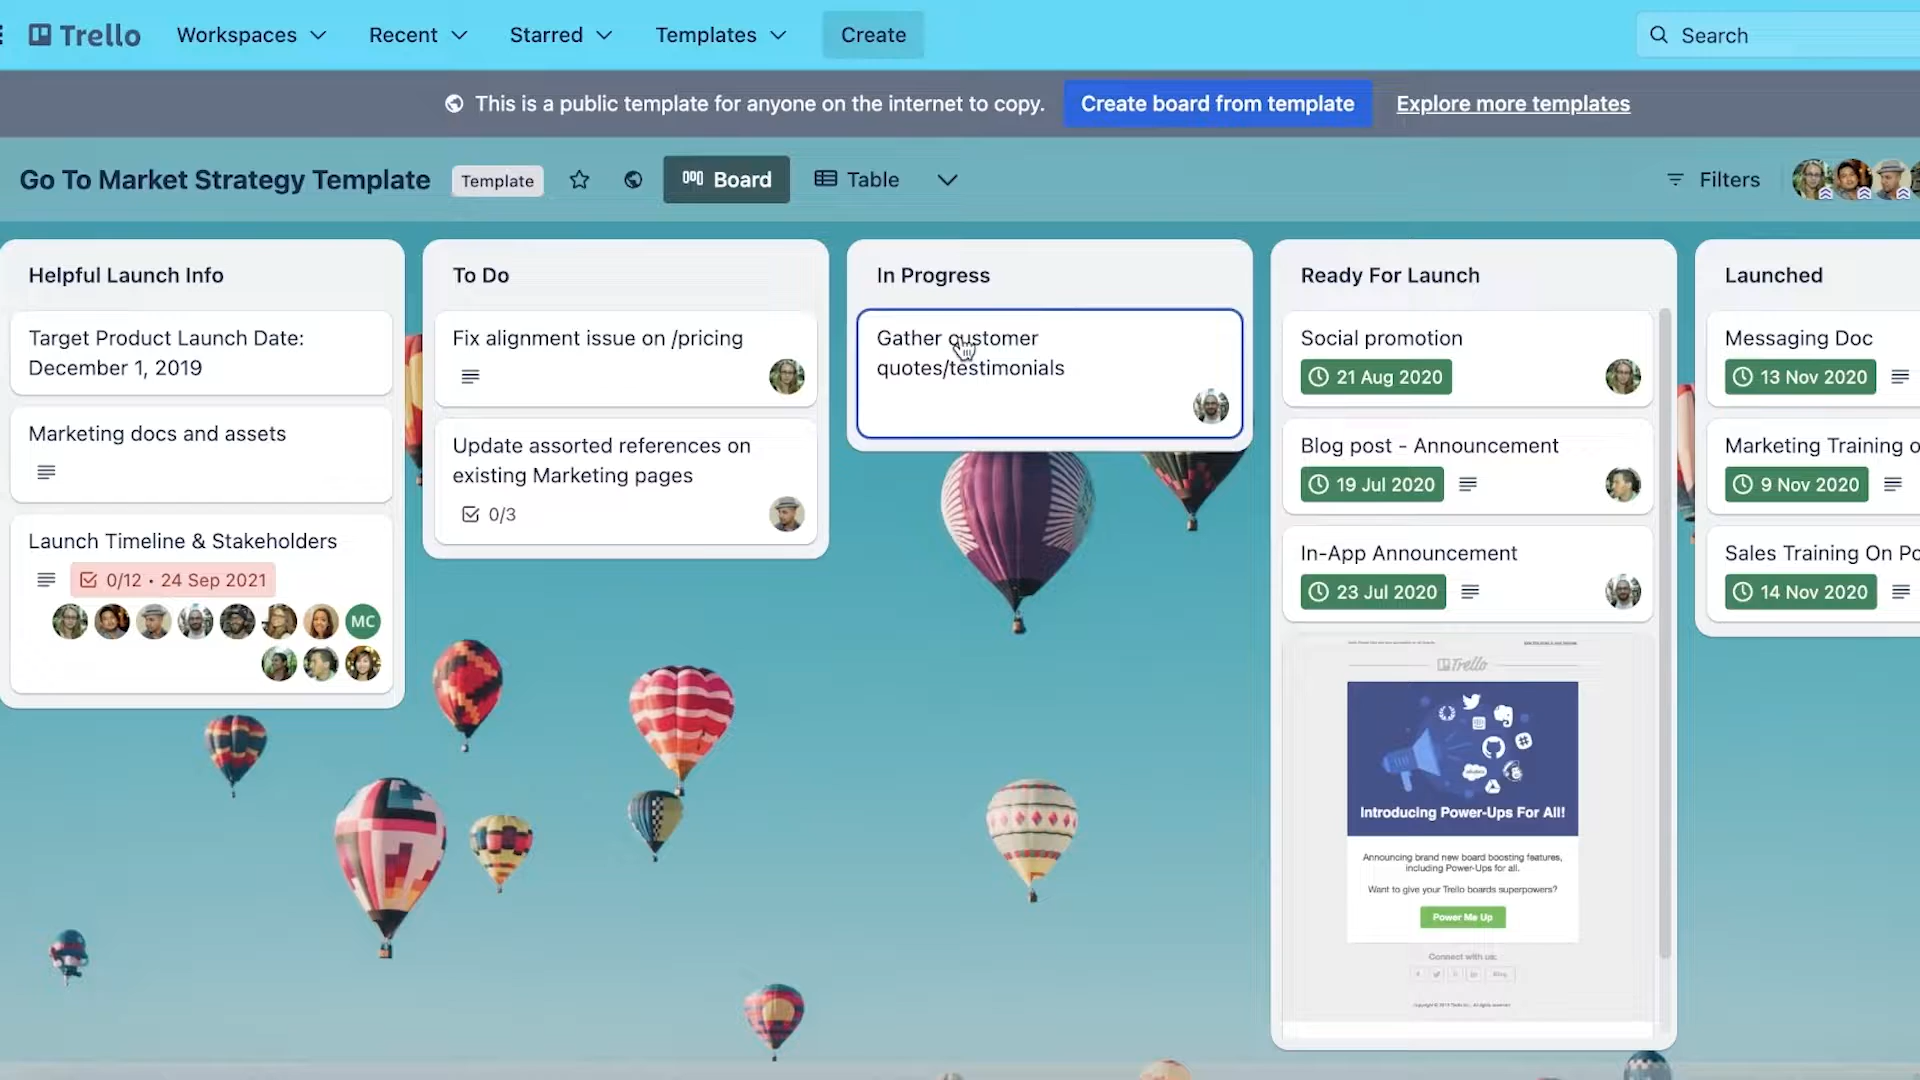 Trello
Workspaces
Recent
Starred
Templates
Create
Search
This is a public template for anyone on the internet to copy.
Create board from template
Explore more templates
Go To Market Strategy Template
Template
Board
Table
Filters
Helpful Launch Info
Target Product Launch Date:
December 1, 2019
Marketing docs and assets
Launch Timeline & Stakeholders
0/12 • 24 Sep 2021
MC
To Do
Fix alignment issue on /pricing
Update assorted references on
existing Marketing pages
0/3
In Progress
Gather customer
quotes/testimonials
Ready For Launch
Social promotion
21 Aug 2020
Blog post - Announcement
19 Jul 2020
In-App Announcement
23 Jul 2020
Trello
Introducing Power-Ups For All!
Announcing brand new board boosting features,
including Power-Ups for all.
Want to give your Trello boards superpowers?
Power Me Up
Connect with us:
Blog
Launched
Messaging Doc
13 Nov 2020
Marketing Training o
9 Nov 2020
Sales Training On Po
14 Nov 2020